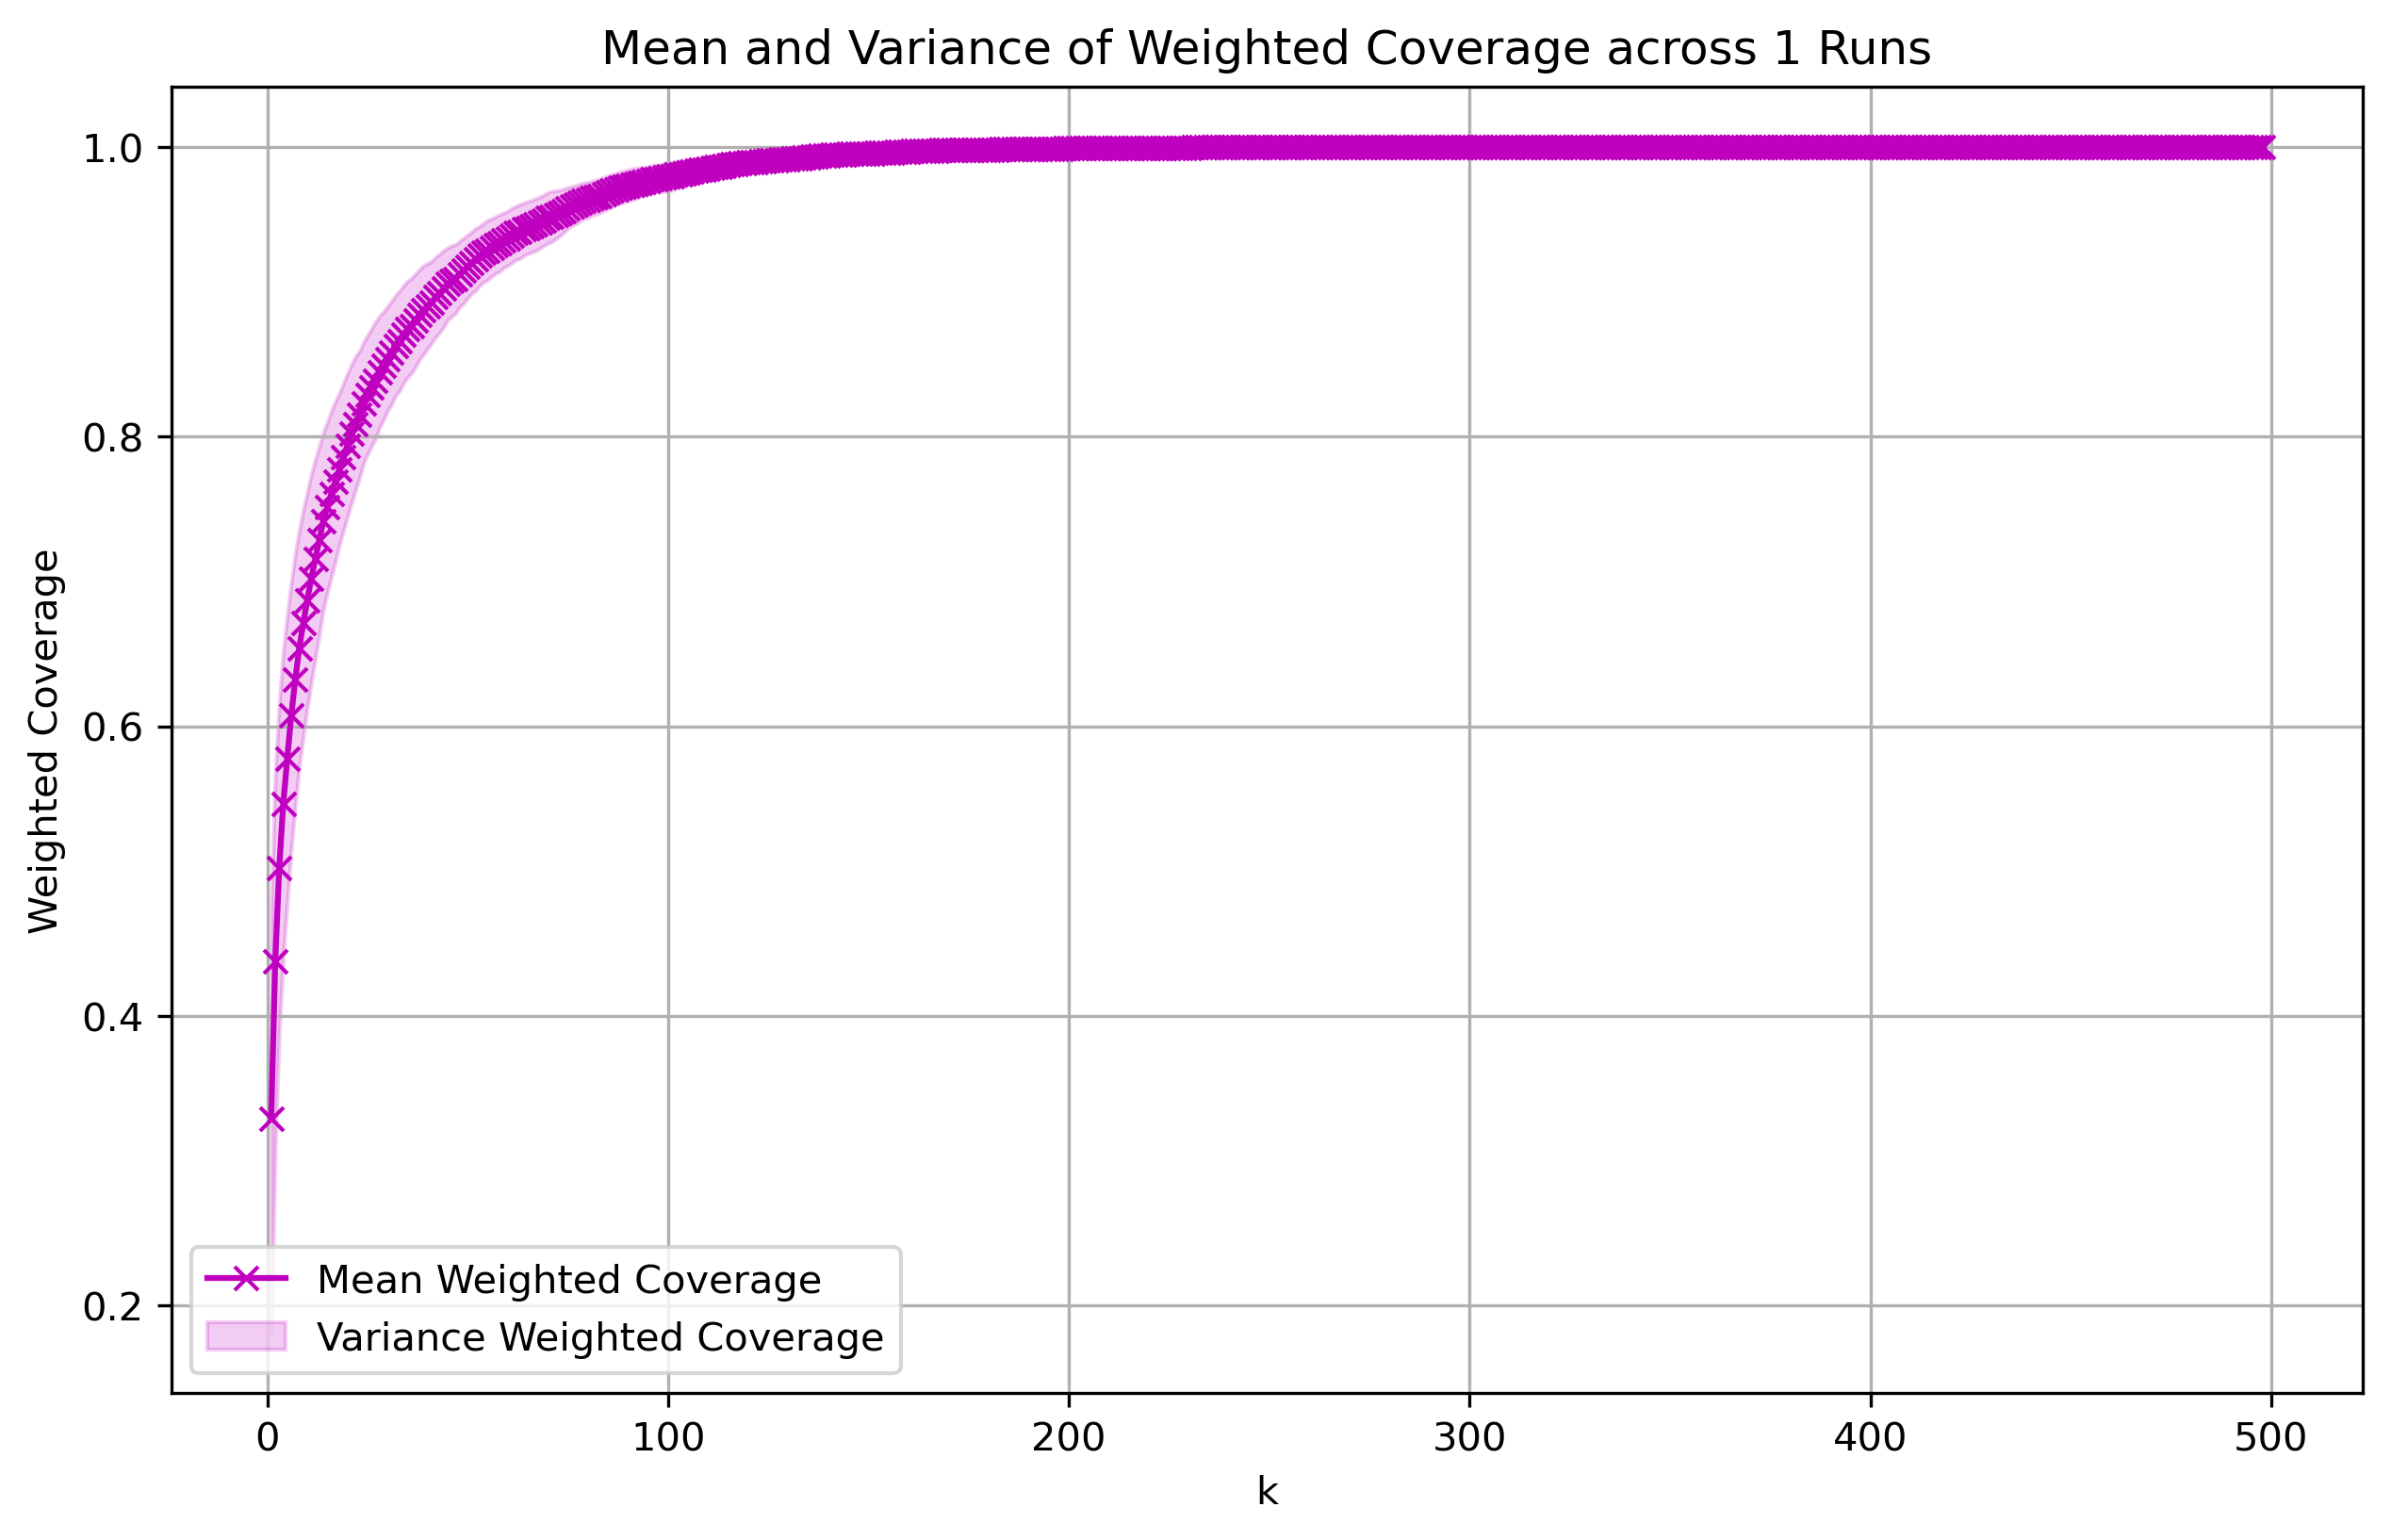 Mean and Variance of Weighted Coverage across 1 Runs
Weighted Coverage
1.0
0.8
0.6
0.4
0.2
Mean Weighted Coverage
Variance Weighted Coverage
0 100 200 300 400 500
k